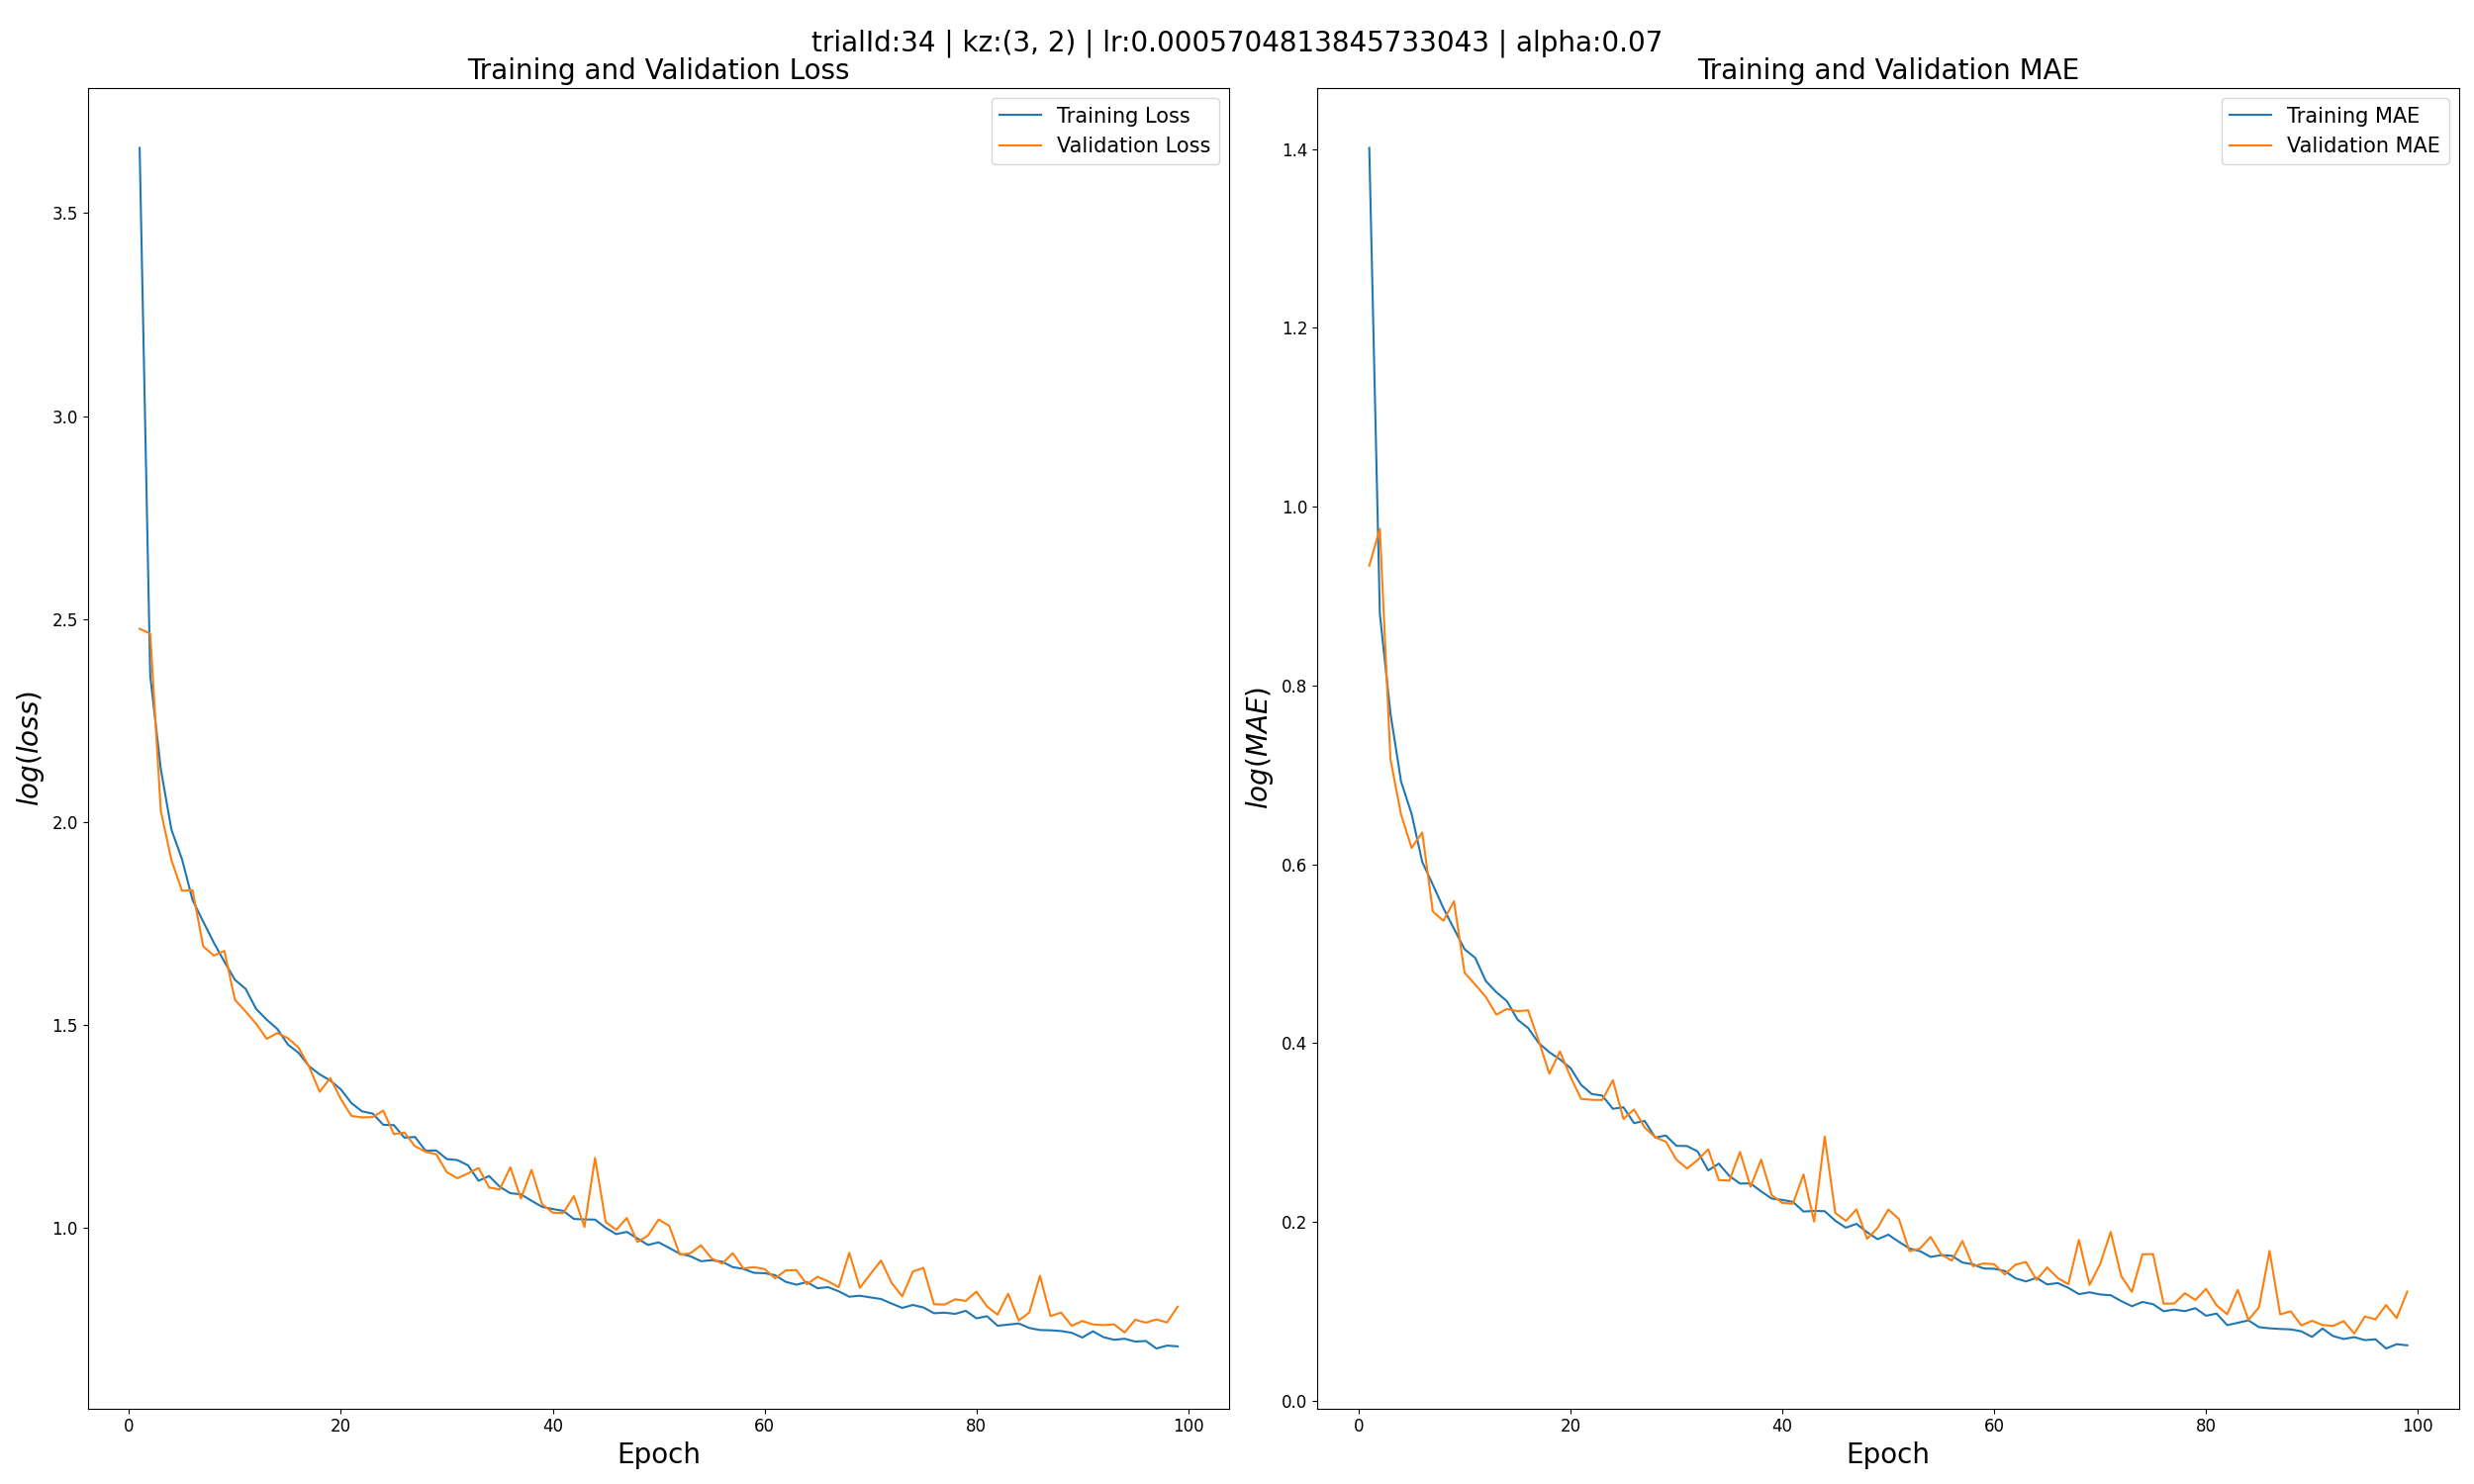 trialId:34 | kz:(3, 2) | lr:0.0005704813845733043 | alpha:0.07
Training and Validation Loss
Training Loss
Validation Loss
3.5
3.0
2.5
2.0
1.5
1.0
log(loss)
0 20 40 60 80 100
Epoch
Training and Validation MAE
Training MAE
Validation MAE
1.4
1.2
1.0
0.8
0.6
0.4
0.2
0.0
log(MAE)
0 20 40 60 80 100
Epoch